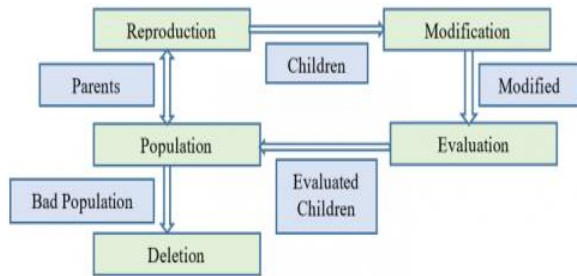 Reproduction
Modification
Children
Parents
Modified
Population
Evaluation
Evaluated
Children
Bad Population
Deletion